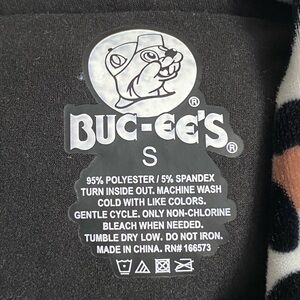 BUC-EE'S®
S
95% POLYESTER / 5% SPANDEX
TURN INSIDE OUT. MACHINE WASH
COLD WITH LIKE COLORS.
GENTLE CYCLE. ONLY NON-CHLORINE
BLEACH WHEN NEEDED.
TUMBLE DRY LOW. DO NOT IRON.
MADE IN CHINA. RN# 166573